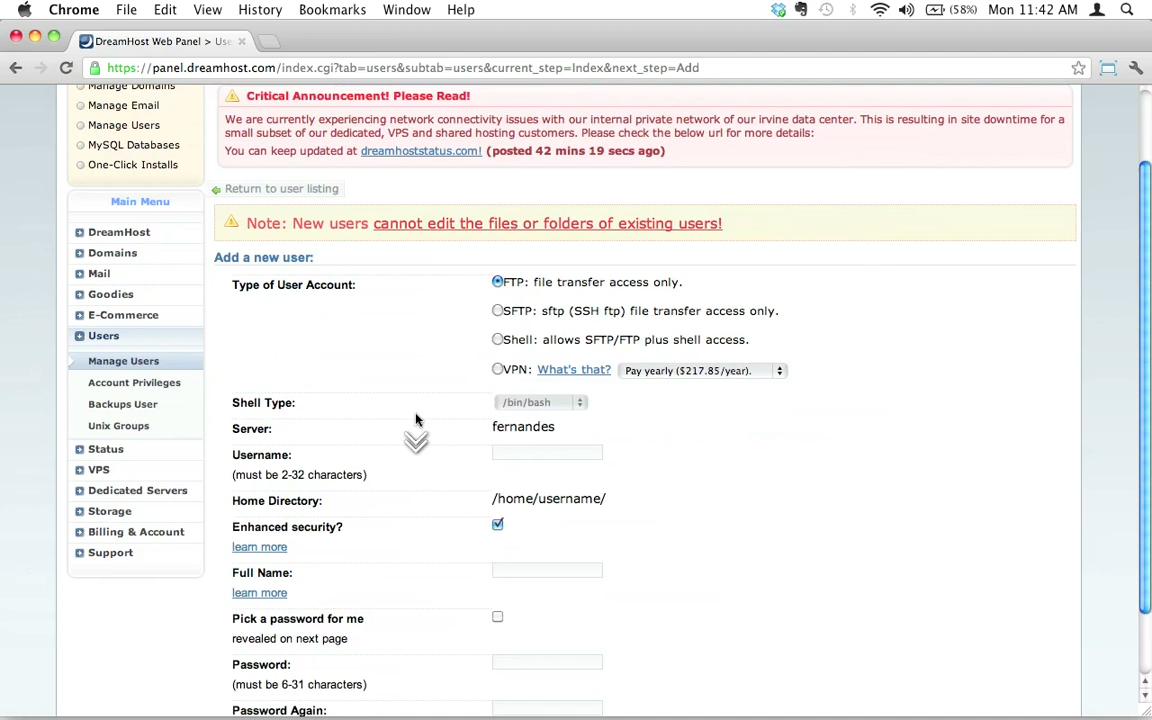 Chrome File Edit View History Bookmarks Window Help (58%) Mon 11:42 AM
DreamHost Web Panel > Use
https://panel.dreamhost.com/index.cgi?tab=users&subtab=users&current_step=Index&next_step=Add
Manage Domains
Manage Email
Manage Users
MySQL Databases
One-Click Installs
Main Menu
DreamHost
Domains
Mail
Goodies
E-Commerce
Users
Manage Users
Account Privileges
Backups User
Unix Groups
Status
VPS
Dedicated Servers
Storage
Billing & Account
Support
Critical Announcement! Please Read!
We are currently experiencing network connectivity issues with our internal private network of our irvine data center. This is resulting in site downtime for a
small subset of our dedicated, VPS and shared hosting customers. Please check the below url for more details:
You can keep updated at dreamhoststatus.com! (posted 42 mins 19 secs ago)
Return to user listing
Note: New users cannot edit the files or folders of existing users!
Add a new user:
Type of User Account: FTP: file transfer access only.
SFTP: sftp (SSH ftp) file transfer access only.
Shell: allows SFTP/FTP plus shell access.
VPN: What's that? Pay yearly ($217.85/year).
Shell Type: /bin/bash
Server: fernandes
Username:
(must be 2-32 characters)
Home Directory: /home/username/
Enhanced security?
learn more
Full Name:
learn more
Pick a password for me
revealed on next page
Password:
(must be 6-31 characters)
Password Again: